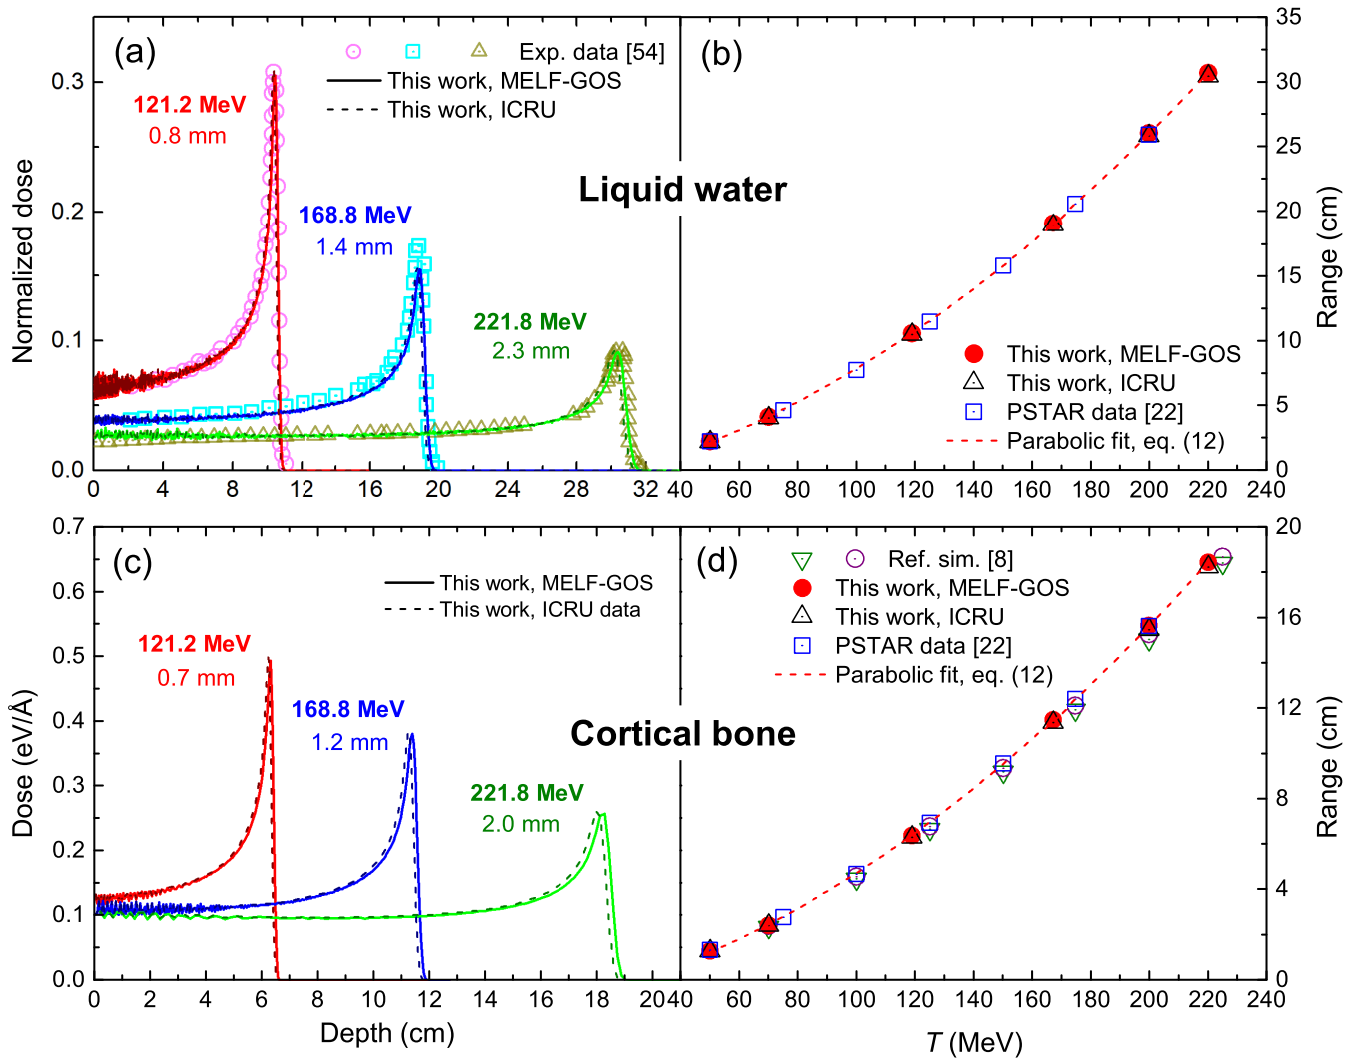 (a)
Exp. data [54]
This work, MELF-GOS
This work, ICRU
121.2 MeV
0.8 mm
168.8 MeV
1.4 mm
221.8 MeV
2.3 mm
Normalized dose
0.3
0.2
0.1
0.0
0 4 8 12 16 20 24 28 32
Liquid water
(b)
This work, MELF-GOS
This work, ICRU
PSTAR data [22]
Parabolic fit, eq. (12)
35
30
25
20
15
10
5
0
Range (cm)
40 60 80 100 120 140 160 180 200 220 240
(c)
This work, MELF-GOS
This work, ICRU data
121.2 MeV
0.7 mm
168.8 MeV
1.2 mm
221.8 MeV
2.0 mm
Dose (eV/Å)
0.7
0.6
0.5
0.4
0.3
0.2
0.1
0.0
0 2 4 6 8 10 12 14 16 18 20
Depth (cm)
Cortical bone
(d)
Ref. sim. [8]
This work, MELF-GOS
This work, ICRU
PSTAR data [22]
Parabolic fit, eq. (12)
20
16
12
8
4
0
Range (cm)
40 60 80 100 120 140 160 180 200 220 240
T (MeV)